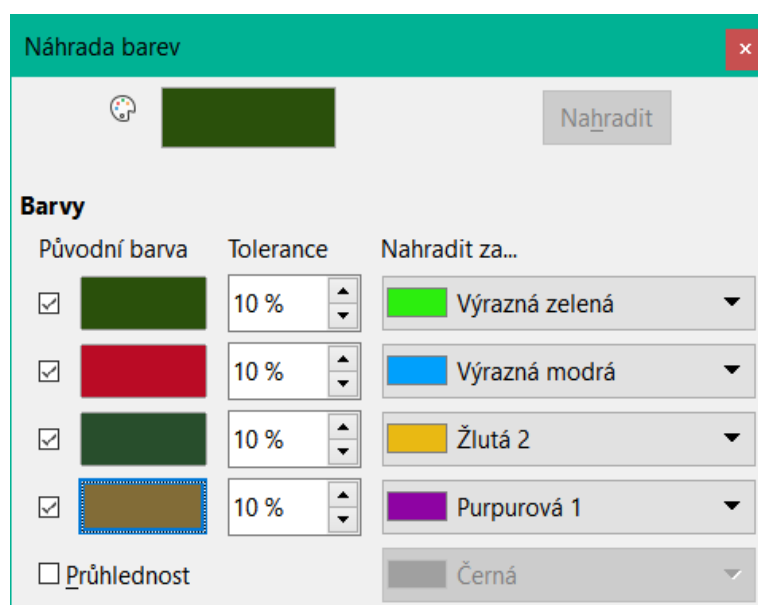 Náhrada barev
Nahradit
Barvy
Původní barva Tolerance Nahradit za...
10 % Výrazná zelená
10 % Výrazná modrá
10 % Žlutá 2
10 % Purpurová 1
Průhlednost Černá